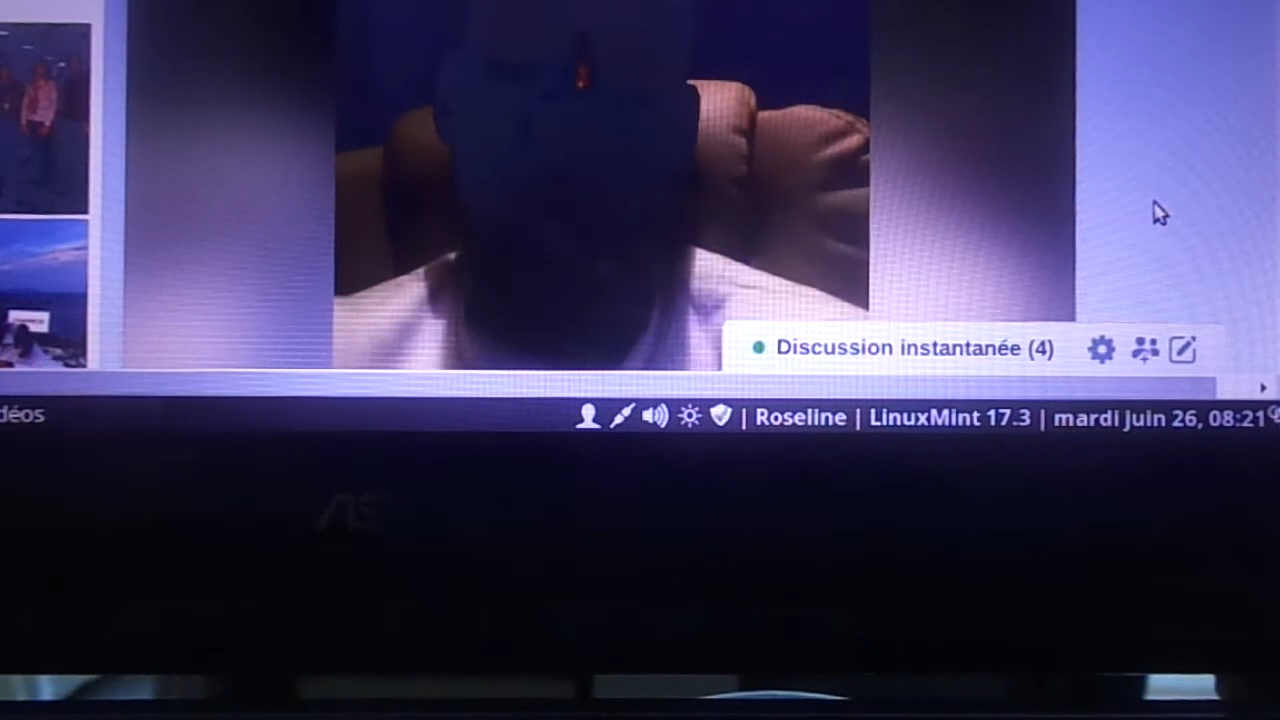 Discussion instantanée (4)
déos
| Roseline | LinuxMint 17.3 | mardi juin 26, 08:21